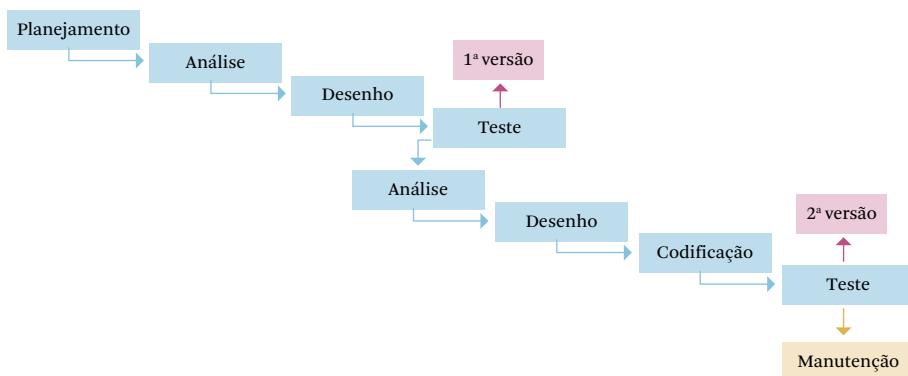 Planejamento
Análise
1ª versão
Desenho
Teste
Análise
Desenho
2ª versão
Codificação
Teste
Manutenção